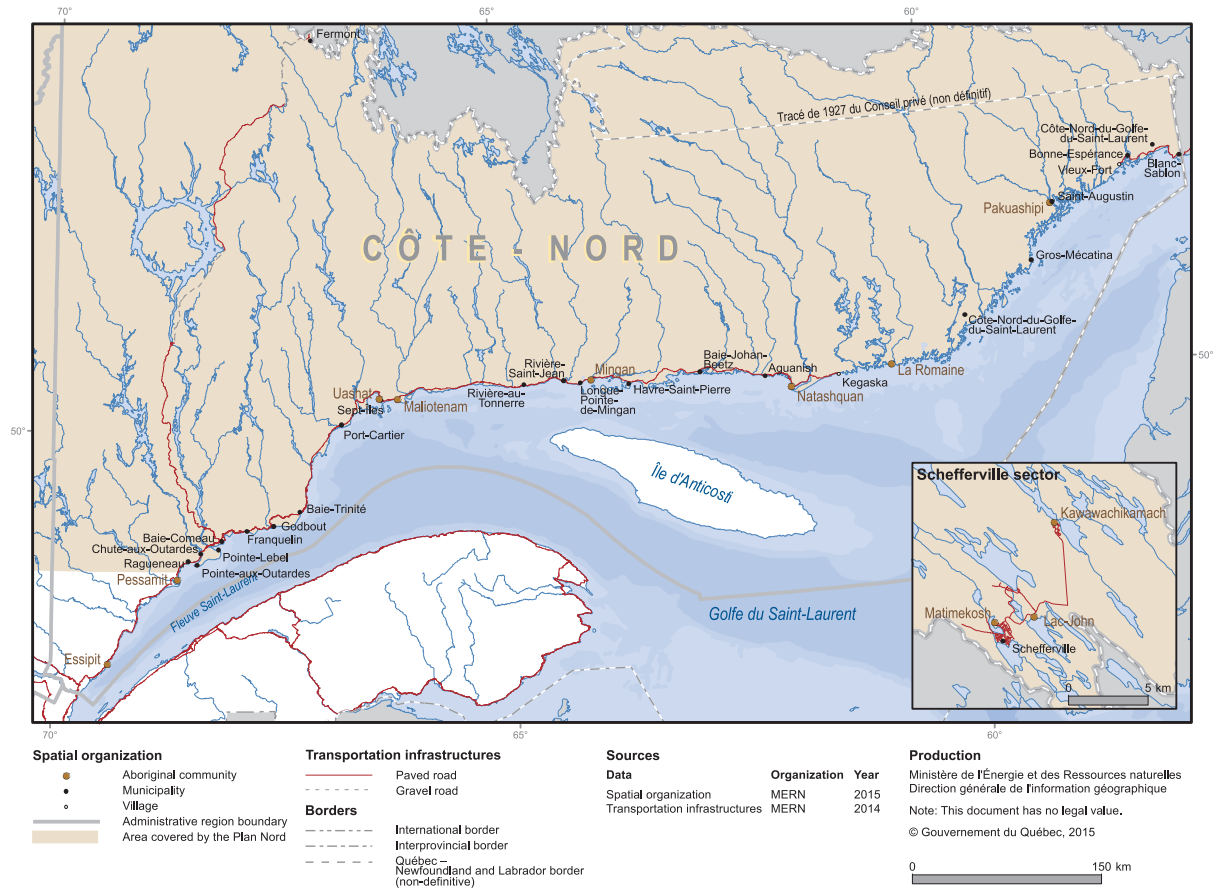 70°
65°
60°
Fermont
Tracé de 1927 du Conseil privé (non définitif)
Côte-Nord-du-Golfe-
du-Saint-Laurent
Bonne-Espérance
Vieux-Fort
Blanc-
Sablon
Pakuashipi
Saint-Augustin
CÔTE - NORD
Gros-Mécatina
Côte-Nord-du-Golfe-
du-Saint-Laurent
50°
Baie-Johan-
Beetz
Aguanish
La Romaine
Kegaska
Natashquan
Rivière-
Saint-Jean
Mingan
Havre-Saint-Pierre
Longue-
Pointe-
de-Mingan
Rivière-au-
Tonnerre
Uashat
Maliotenam
Sept-Îles
Port-Cartier
50°
Île d'Anticosti
Baie-Trinité
Godbout
Franquelin
Baie-Comeau
Chute-aux-Outardes
Pointe-Lebel
Ragueneau
Pointe-aux-Outardes
Pessamit
Fleuve Saint-Laurent
Golfe du Saint-Laurent
Essipit
Schefferville sector
Kawawachikamach
Matimekosh
Lac-John
Schefferville
0 5 km
70°
65°
60°
Spatial organization
Aboriginal community
Municipality
Village
Administrative region boundary
Area covered by the Plan Nord
Transportation infrastructures
Paved road
Gravel road
Borders
International border
Interprovincial border
Québec –
Newfoundland and Labrador border
(non-definitive)
Sources
Data Organization Year
Spatial organization MERN 2015
Transportation infrastructures MERN 2014
Production
Ministère de l'Énergie et des Ressources naturelles
Direction générale de l'information géographique
Note: This document has no legal value.
© Gouvernement du Québec, 2015
0 150 km